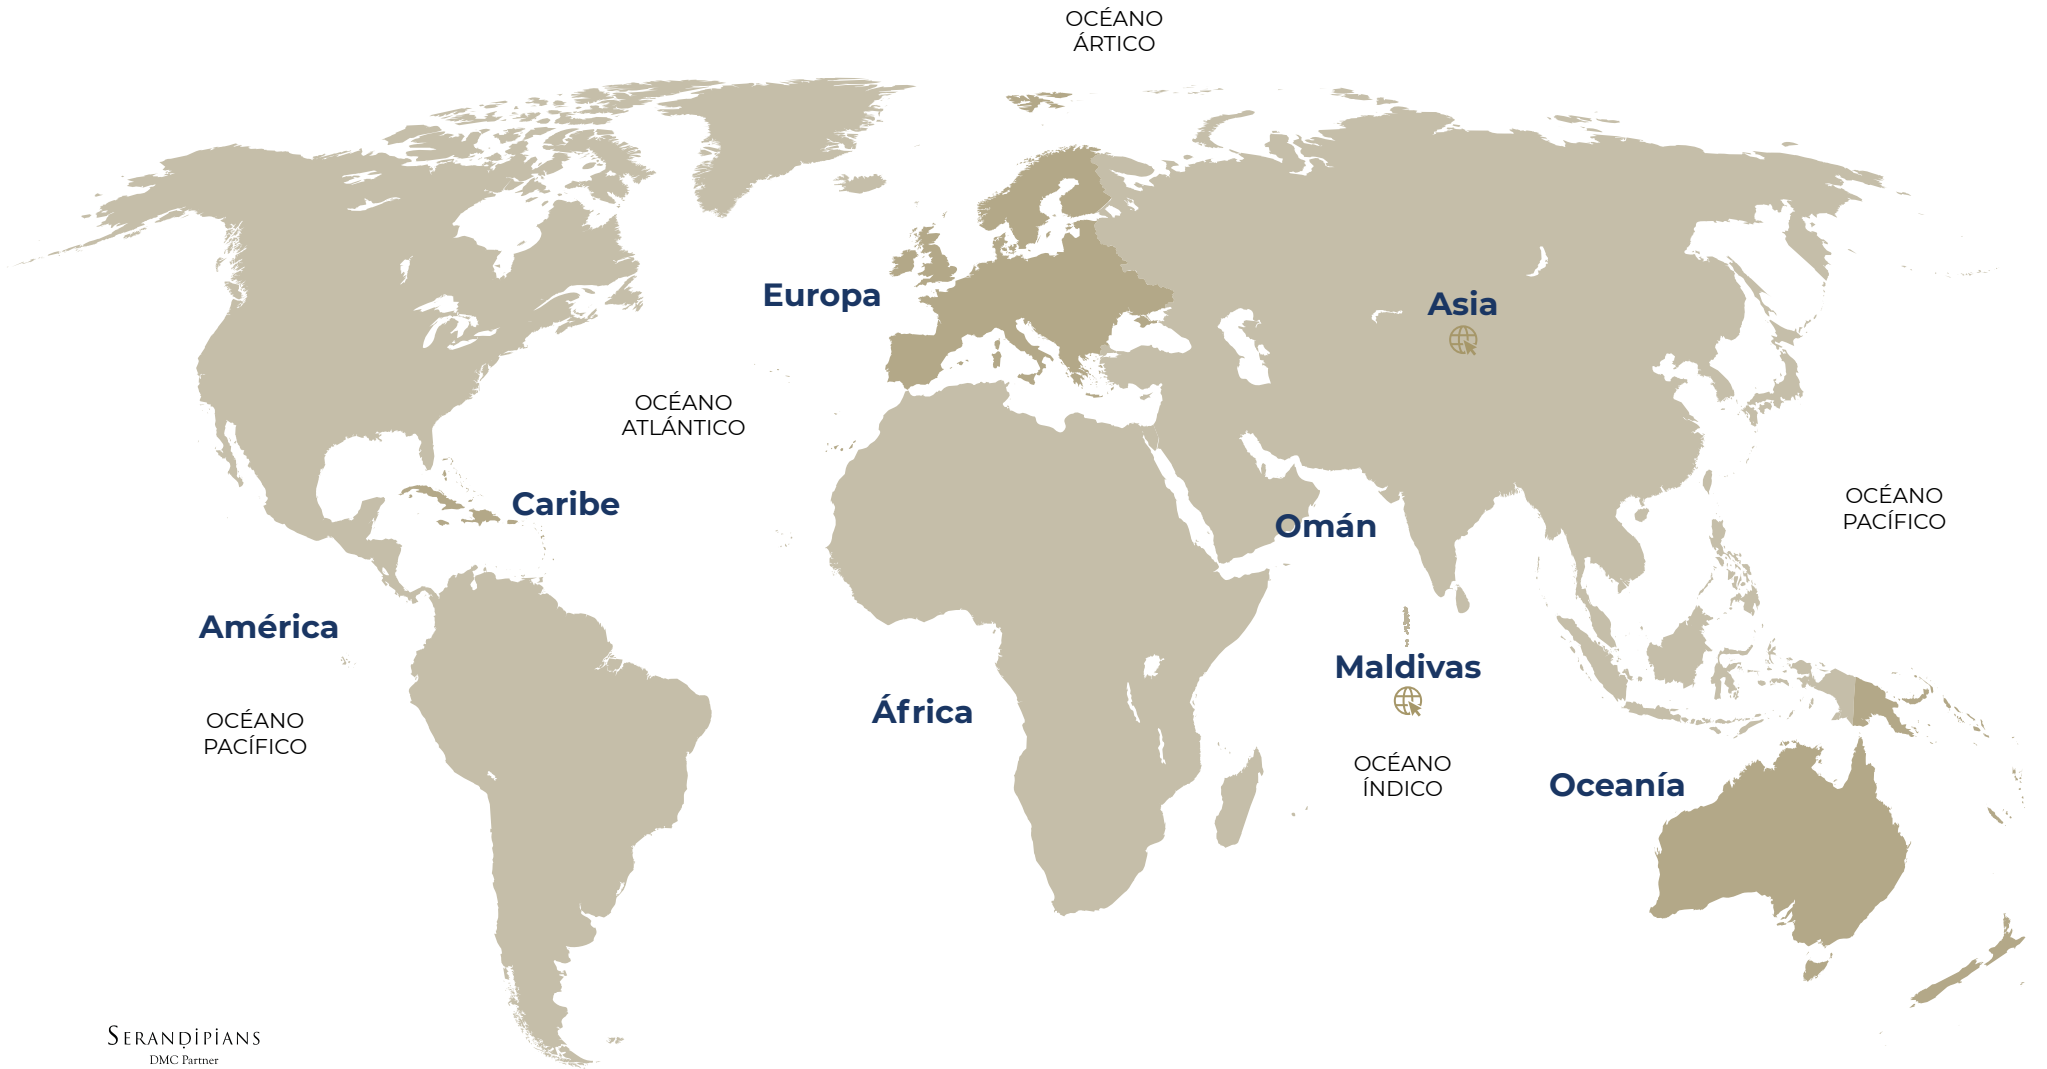 OCÉANO
ÁRTICO
Europa
Asia
OCÉANO
ATLÁNTICO
Caribe
Omán
OCÉANO
PACÍFICO
América
Maldivas
África
OCÉANO
PACÍFICO
OCÉANO
ÍNDICO
Oceanía
SERANDIPIANS
DMC Partner